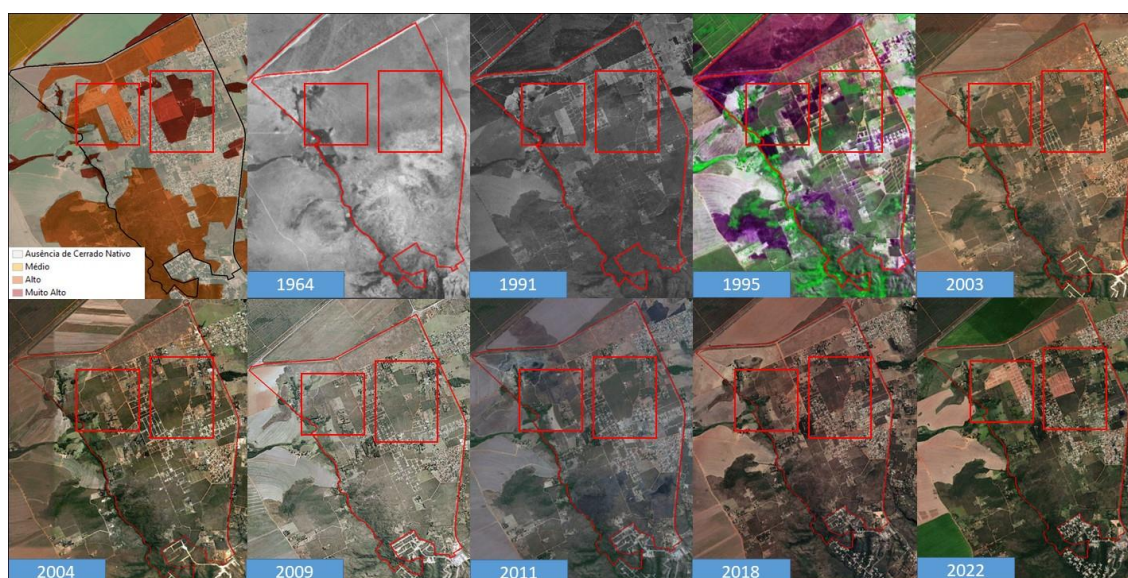 Ausência de Cerrado Nativo
Médio
Alto
Muito Alto
1964
1991
1995
2003
2004
2009
2011
2018
2022